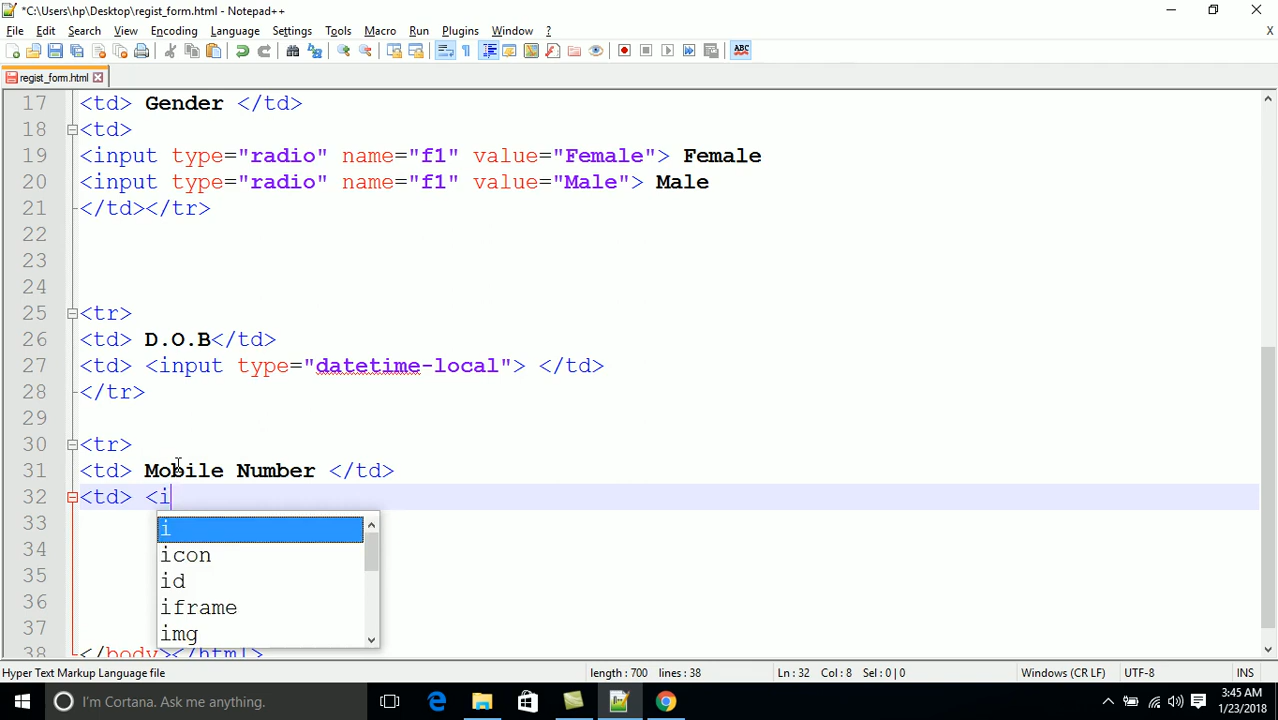 *C:\Users\hp\Desktop\regist_form.html - Notepad++
File Edit Search View Encoding Language Settings Tools Macro Run Plugins Window ? X
ABC
regist_form.html
17 <td> Gender </td>
18 <td>
19 <input type="radio" name="f1" value="Female"> Female
20 <input type="radio" name="f1" value="Male"> Male
21 </td></tr>
22
23
24
25 <tr>
26 <td> D.O.B</td>
27 <td> <input type="datetime-local"> </td>
28 </tr>
29
30 <tr>
31 <td> Mobile Number </td>
32 <td> <i
33
i
34
icon
35
id
36
iframe
37
img
38 </body></html>
Hyper Text Markup Language file length : 700 lines : 38 Ln : 32 Col : 8 Sel : 0 | 0 Windows (CR LF) UTF-8 INS
I'm Cortana. Ask me anything.
3:45 AM
1/23/2018